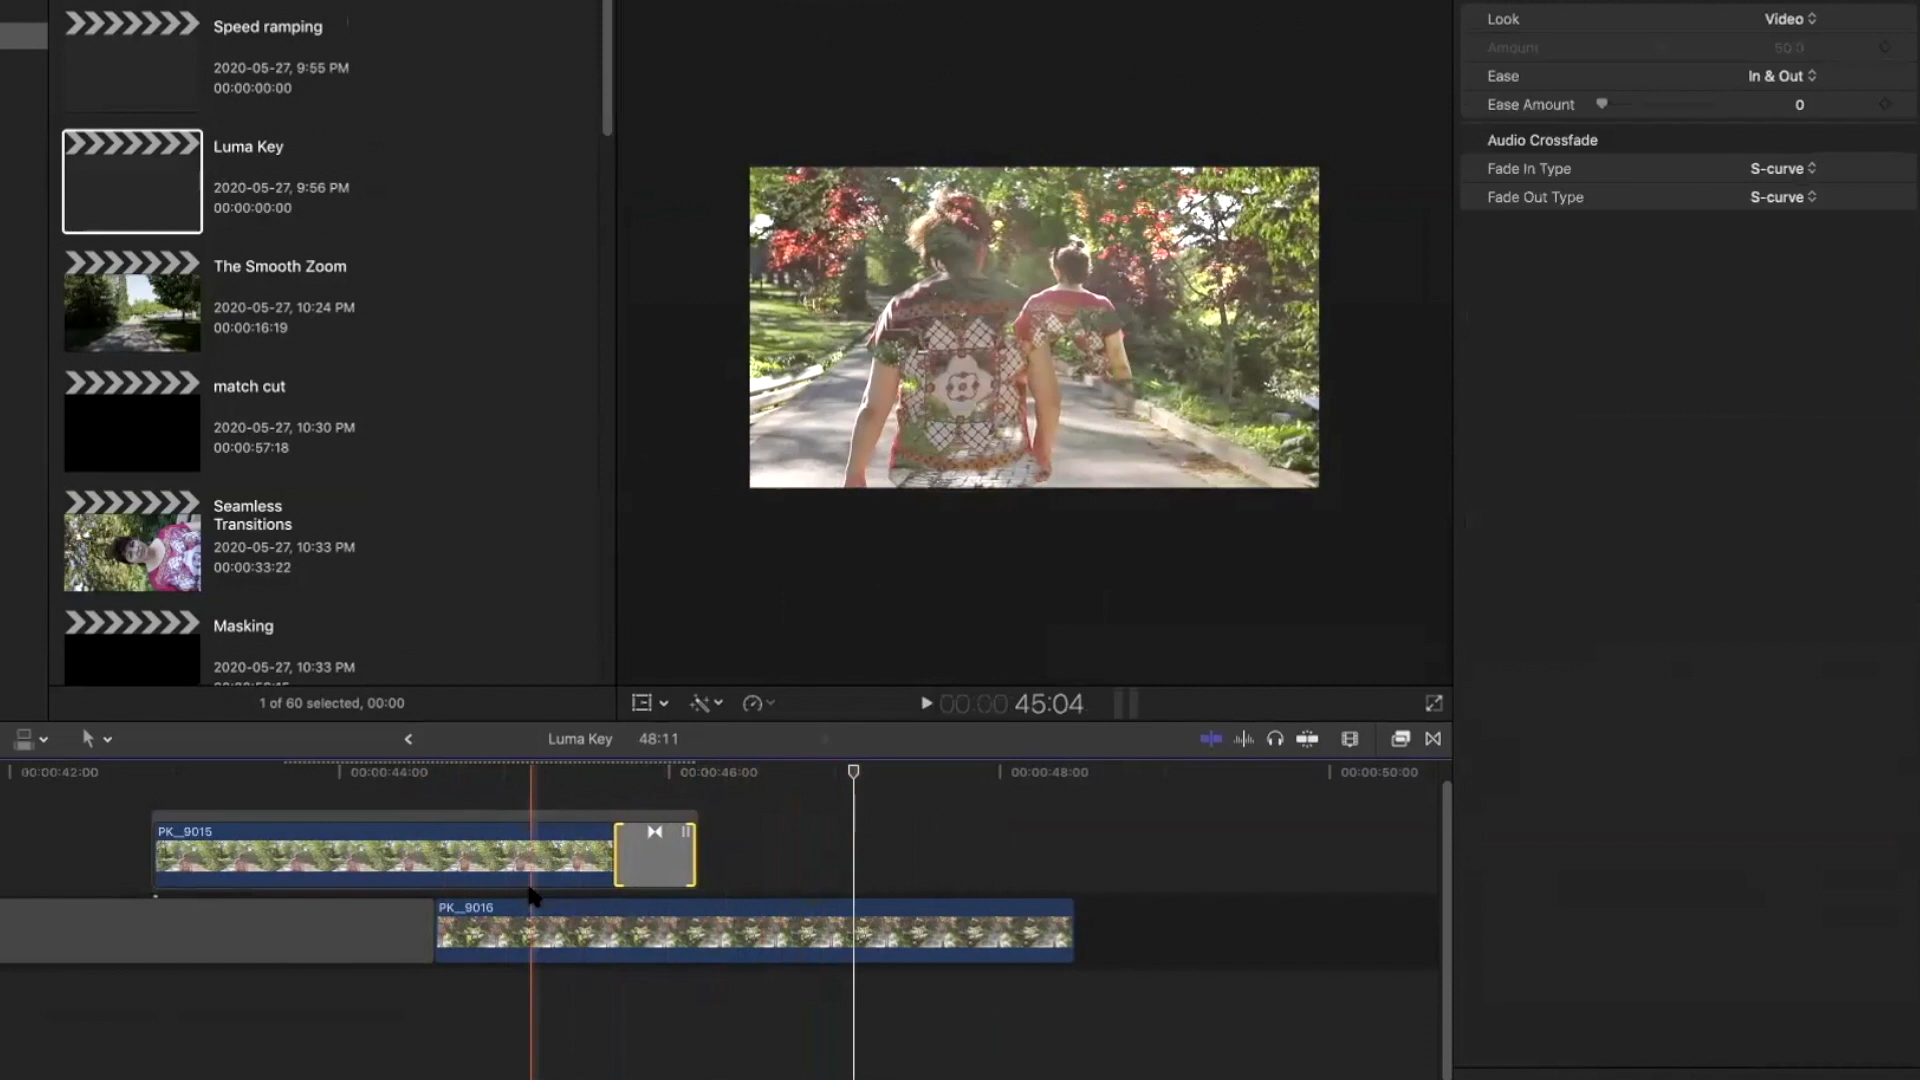 Speed ramping
2020-05-27, 9:55 PM
00:00:00:00
Luma Key
2020-05-27, 9:56 PM
00:00:00:00
The Smooth Zoom
2020-05-27, 10:24 PM
00:00:16:19
match cut
2020-05-27, 10:30 PM
00:00:57:18
Seamless
Transitions
2020-05-27, 10:33 PM
00:00:33:22
Masking
2020-05-27, 10:33 PM
1 of 60 selected, 00:00
00:00:45:04
Look Video
Amount 50.0
Ease In & Out
Ease Amount 0
Audio Crossfade
Fade In Type S-curve
Fade Out Type S-curve
Luma Key 48:11
00:00:42:00 00:00:44:00 00:00:46:00 00:00:48:00 00:00:50:00
PK_9015
PK_9016